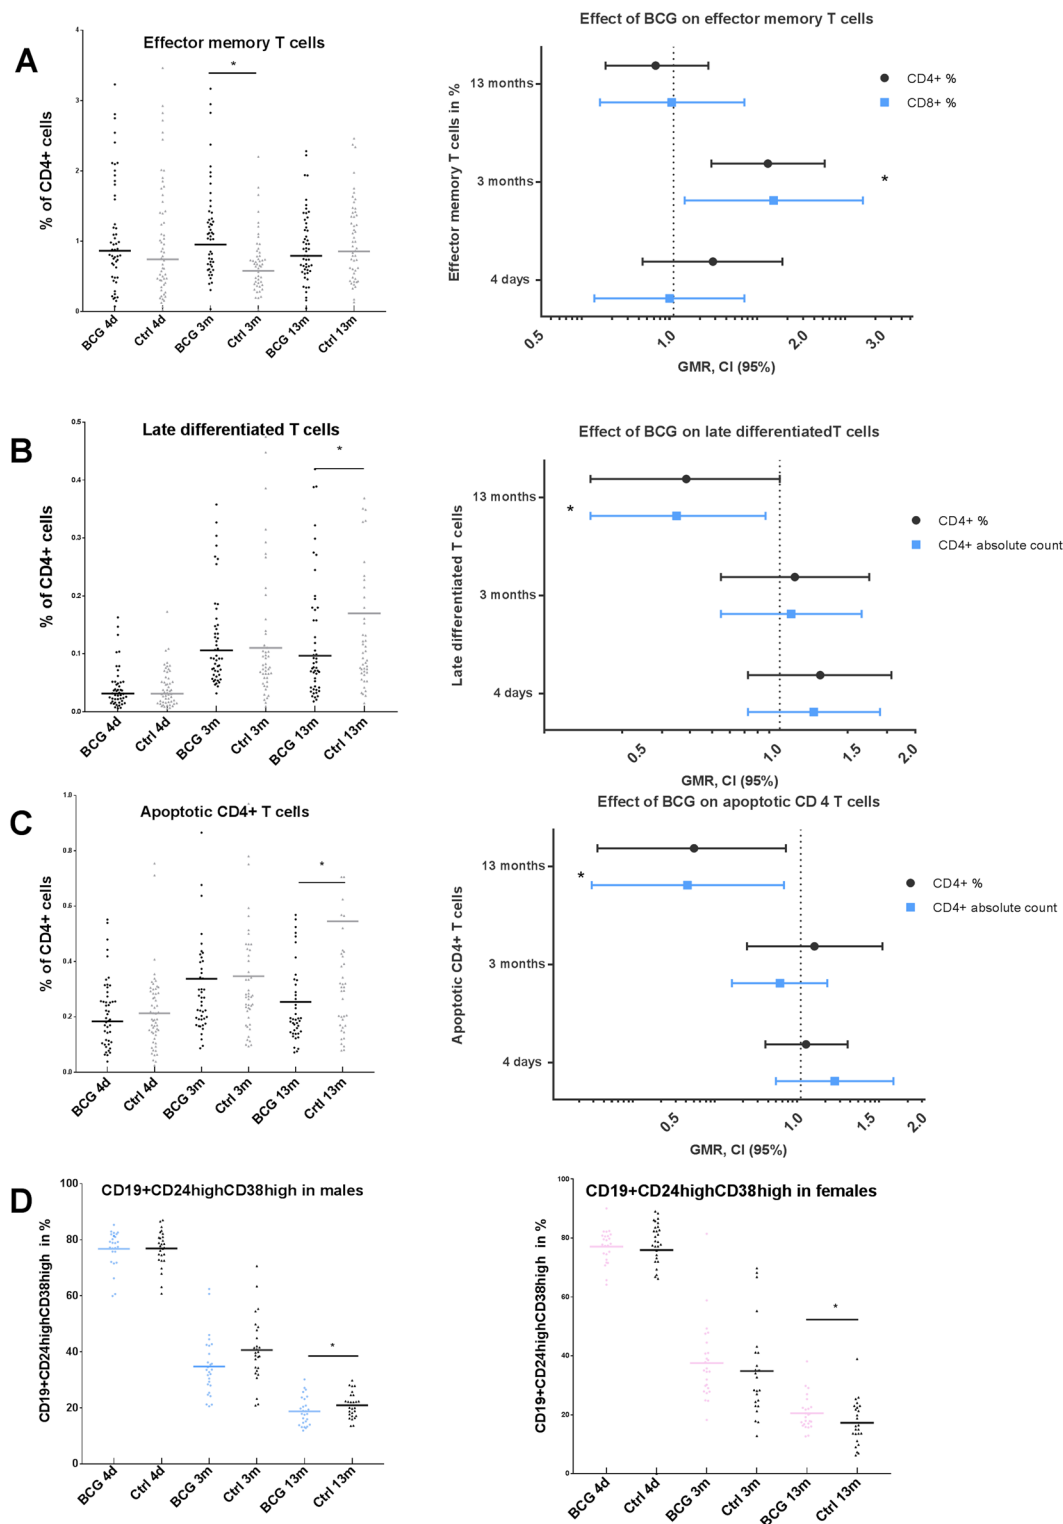 A
Effector memory T cells
*
% of CD4+ cells
4
3
2
1
0
BCG 4d
Ctrl 4d
BCG 3m
Ctrl 3m
BCG 13m
Ctrl 13m
Effect of BCG on effector memory T cells
Effector memory T cells in %
13 months
3 months
4 days
*
CD4+ %
CD8+ %
0.5
1.0
2.0
3.0
GMR, CI (95%)
B
Late differentiated T cells
*
% of CD4+ cells
0.5
0.4
0.3
0.2
0.1
0.0
BCG 4d
Ctrl 4d
BCG 3m
Ctrl 3m
BCG 13m
Ctrl 13m
Effect of BCG on late differentiatedT cells
Late differentiated T cells
13 months
*
3 months
4 days
CD4+ %
CD4+ absolute count
0.5
1.0
1.5
2.0
GMR, CI (95%)
C
Apoptotic CD4+ T cells
*
% of CD4+ cells
1.0
0.8
0.6
0.4
0.2
0.0
BCG 4d
Ctrl 4d
BCG 3m
Ctrl 3m
BCG 13m
Crtl 13m
Effect of BCG on apoptotic CD 4 T cells
Apoptotic CD4+ T cells
13 months
*
3 months
4 days
CD4+ %
CD4+ absolute count
0.5
1.0
1.5
2.0
GMR, CI (95%)
D
CD19+CD24highCD38high in males
CD19+CD24highCD38high in %
100
80
60
40
20
0
*
BCG 4d
Ctrl 4d
BCG 3m
Ctrl 3m
BCG 13m
Ctrl 13m
CD19+CD24highCD38high in females
CD19+CD24highCD38high in %
100
80
60
40
20
0
*
BCG 4d
Ctrl 4d
BCG 3m
Ctrl 3m
BCG 13m
Ctrl 13m